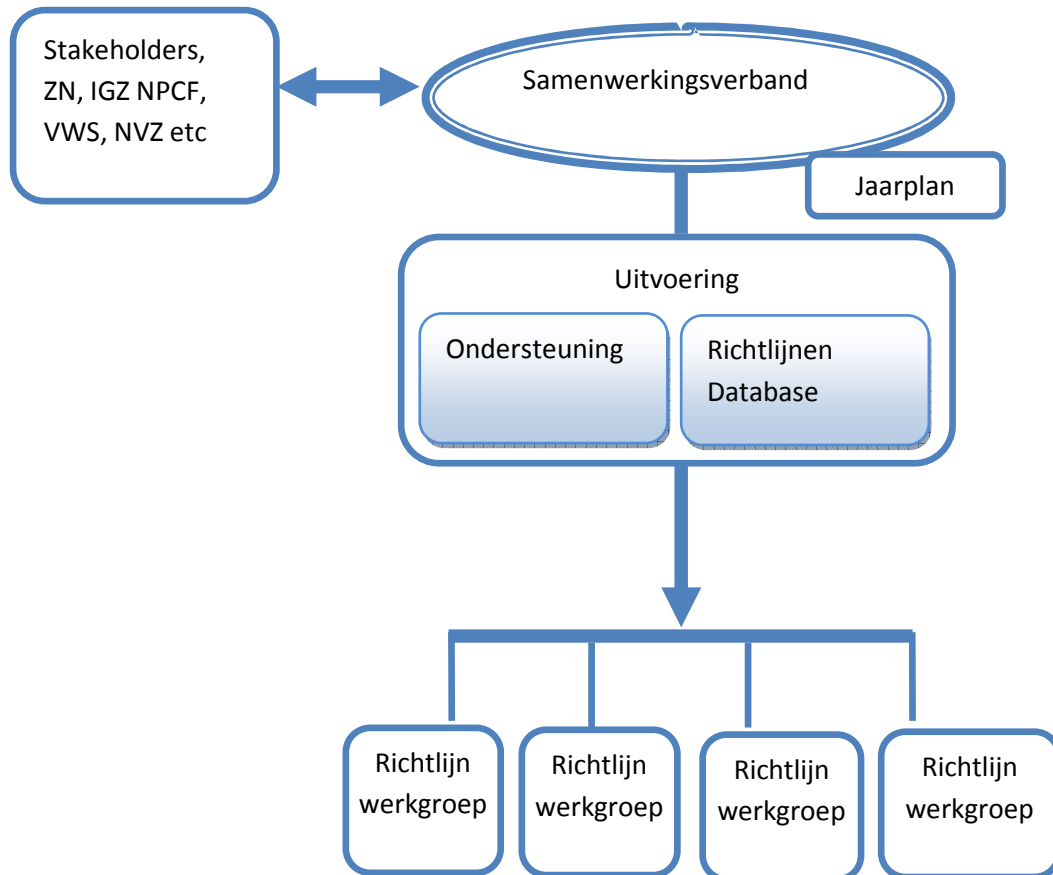 Stakeholders,
ZN, IGZ NPCF,
VWS, NVZ etc
Samenwerkingsverband
Jaarplan
Uitvoering
Ondersteuning
Richtlijnen
Database
Richtlijn
werkgroep
Richtlijn
werkgroep
Richtlijn
werkgroep
Richtlijn
werkgroep